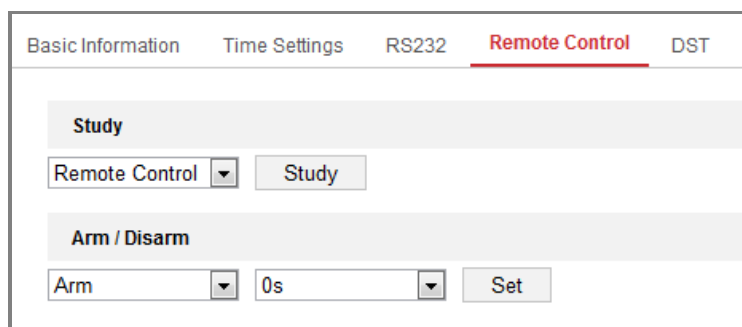 Basic Information Time Settings RS232 Remote Control DST
Study
Remote Control Study
Arm / Disarm
Arm 0s Set